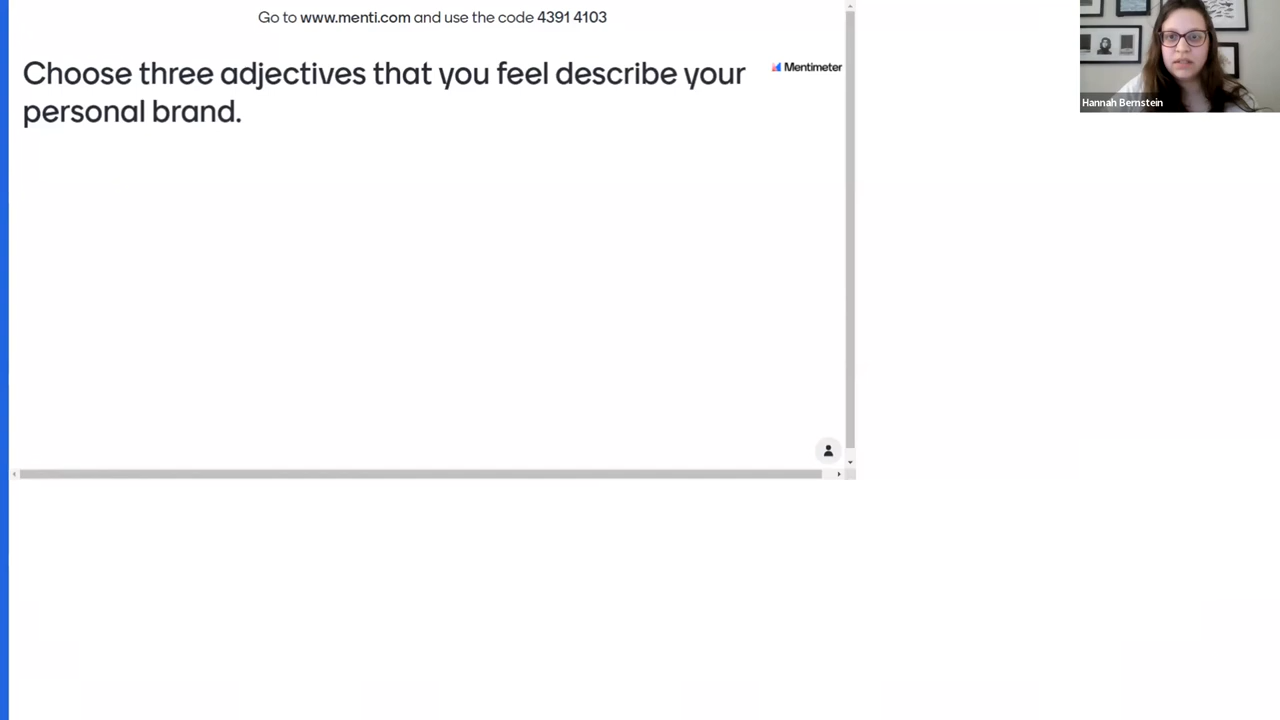 Go to www.menti.com and use the code 4391 4103
Choose three adjectives that you feel describe your
personal brand.
Mentimeter
Hannah Bernstein